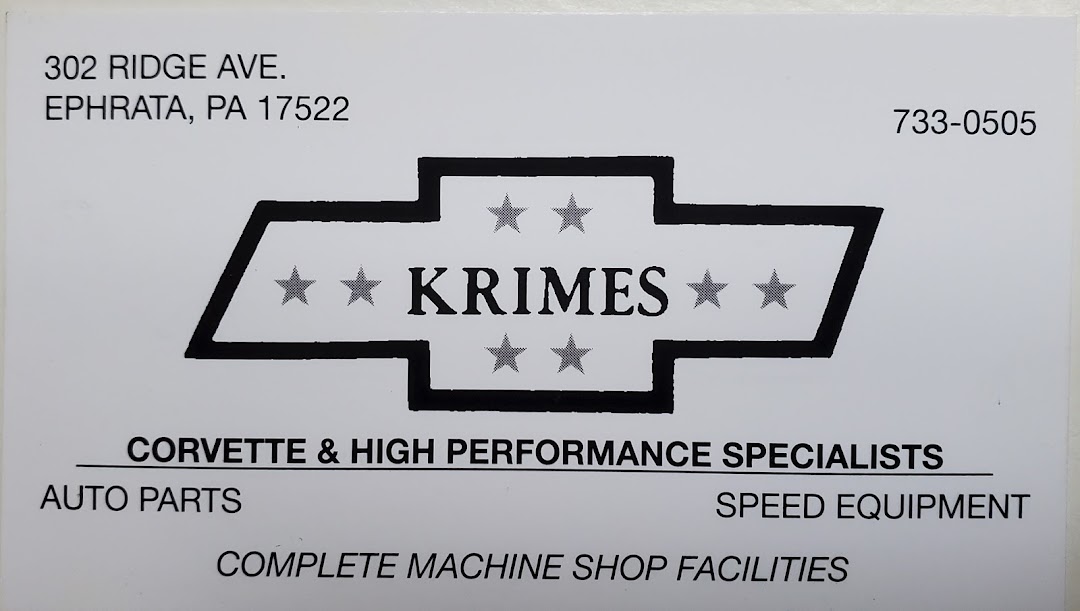 302 RIDGE AVE.
EPHRATA, PA 17522
733-0505
KRIMES
CORVETTE & HIGH PERFORMANCE SPECIALISTS
AUTO PARTS
SPEED EQUIPMENT
COMPLETE MACHINE SHOP FACILITIES